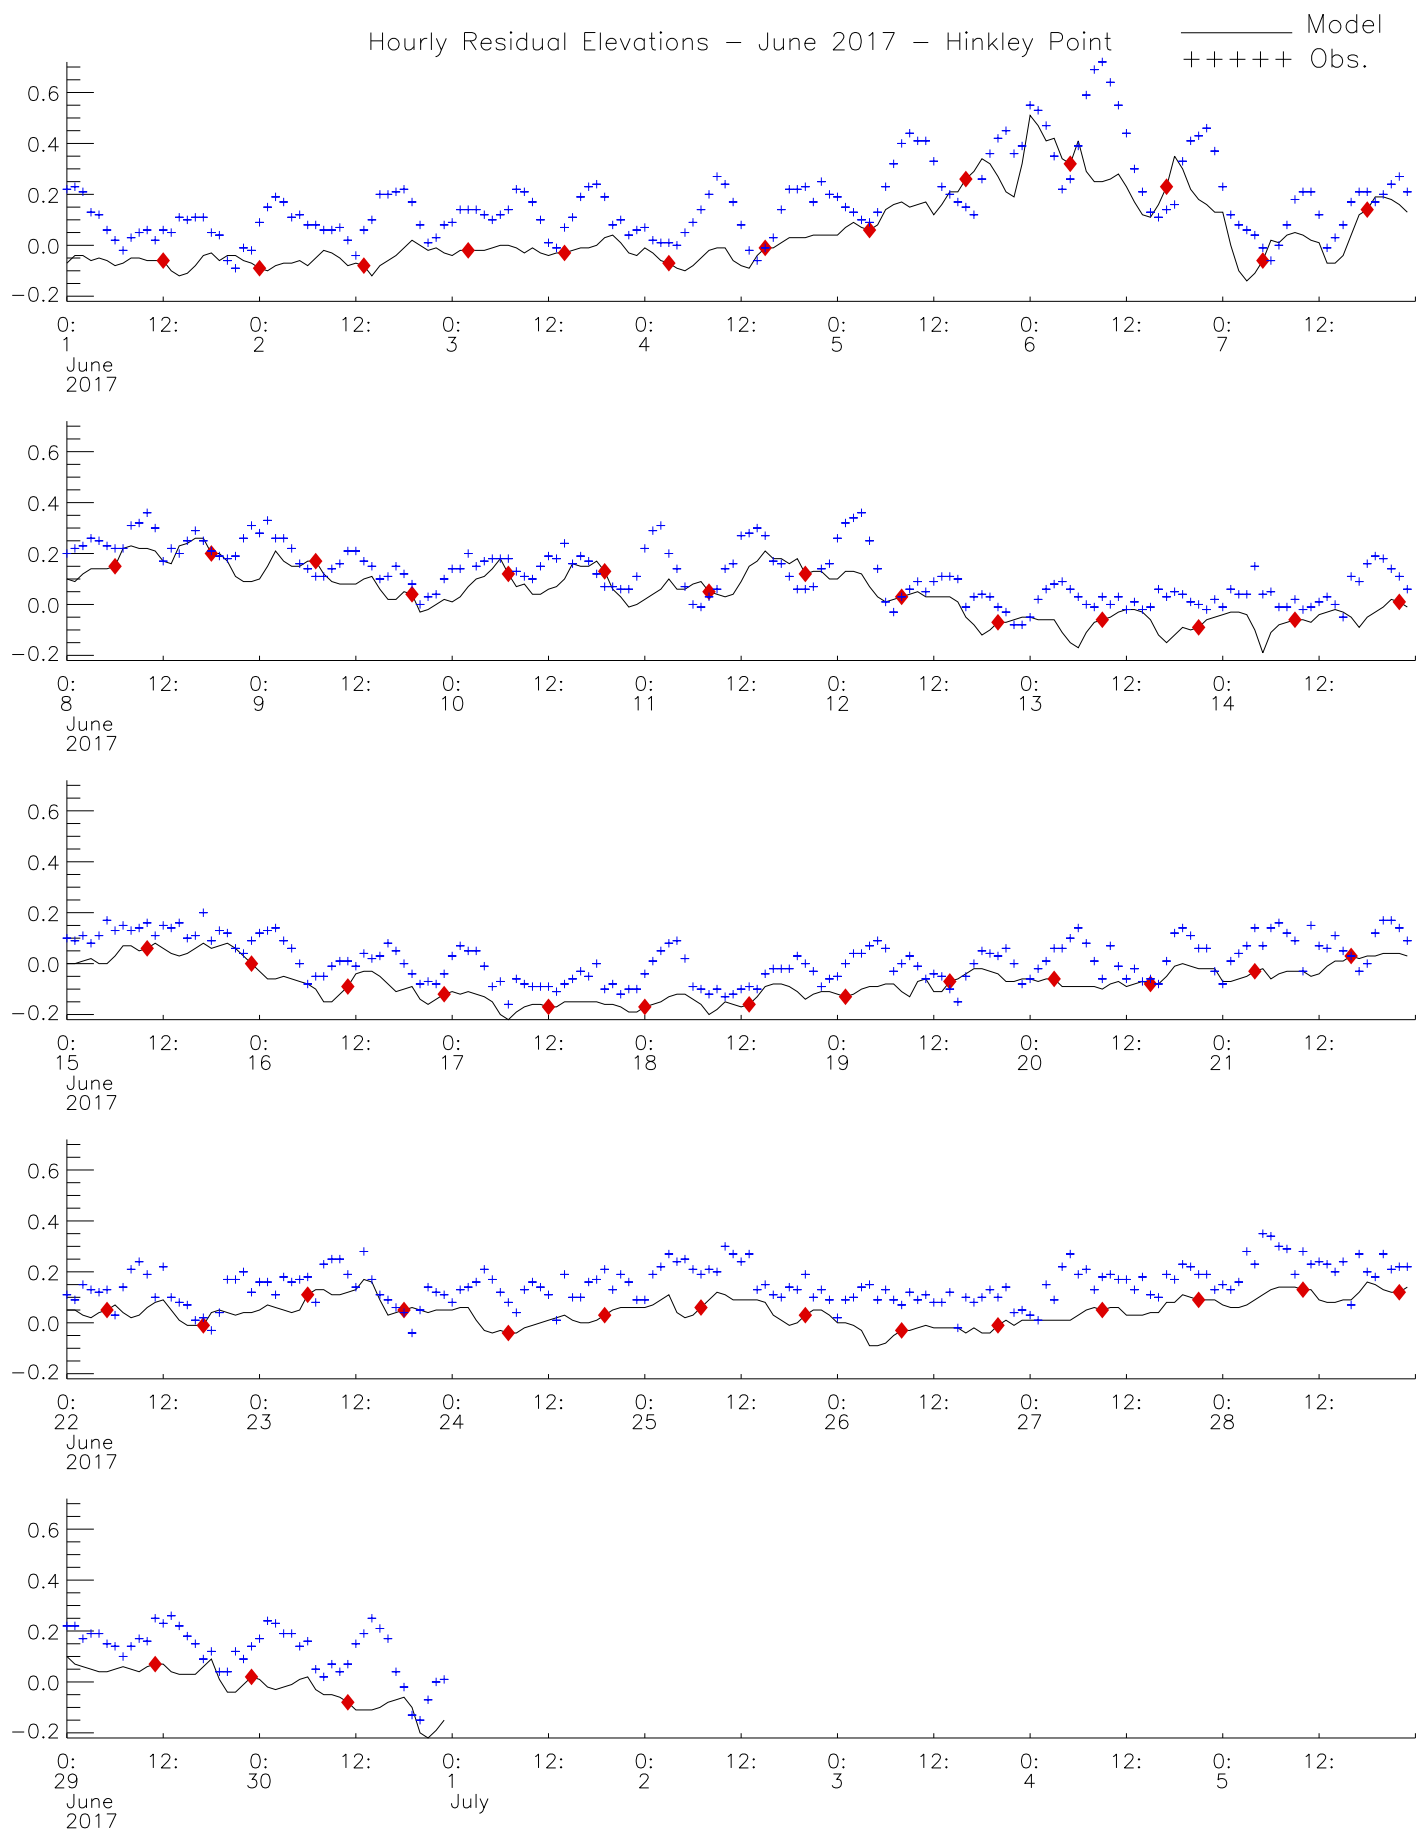 Hourly Residual Elevations − June 2017 − Hinkley Point
Model
+++++ Obs.
0.6
0.4
0.2
0.0
−0.2
0: 12: 0: 12: 0: 12: 0: 12: 0: 12: 0: 12: 0: 12:
1 2 3 4 5 6 7
June
2017
0.6
0.4
0.2
0.0
−0.2
0: 12: 0: 12: 0: 12: 0: 12: 0: 12: 0: 12: 0: 12:
8 9 10 11 12 13 14
June
2017
0.6
0.4
0.2
0.0
−0.2
0: 12: 0: 12: 0: 12: 0: 12: 0: 12: 0: 12: 0: 12:
15 16 17 18 19 20 21
June
2017
0.6
0.4
0.2
0.0
−0.2
0: 12: 0: 12: 0: 12: 0: 12: 0: 12: 0: 12: 0: 12:
22 23 24 25 26 27 28
June
2017
0.6
0.4
0.2
0.0
−0.2
0: 12: 0: 12: 0: 12: 0: 12: 0: 12: 0: 12: 0: 12:
29 30 1 2 3 4 5
June July
2017